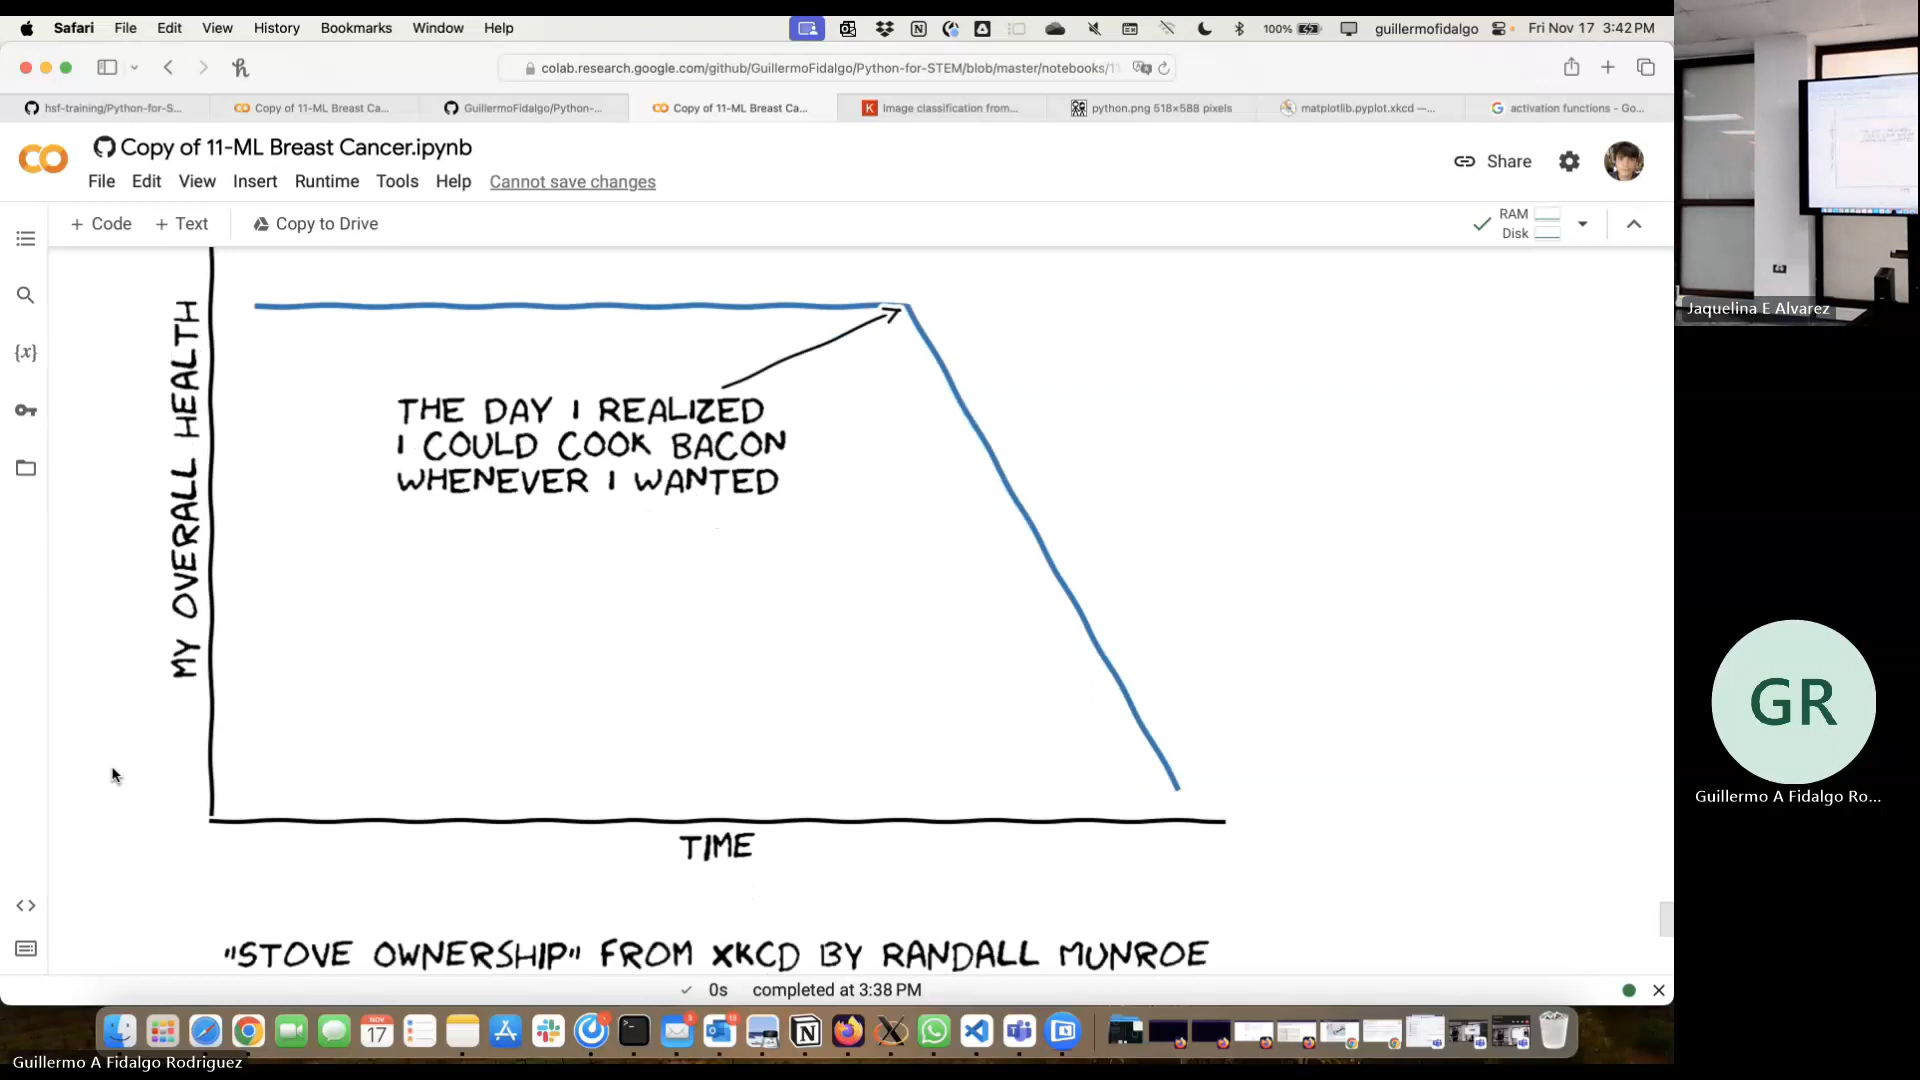 Safari File Edit View History Bookmarks Window Help
100% guillermofidalgo Fri Nov 17 3:42 PM
colab.research.google.com/github/GuillermoFidalgo/Python-for-STEM/blob/master/notebooks/11
hsf-training/Python-for-S...
Copy of 11-ML Breast Ca...
GuillermoFidalgo/Python-...
Copy of 11-ML Breast Ca...
Image classification from...
python.png 518×588 pixels
matplotlib.pyplot.xkcd —...
activation functions - Go...
Copy of 11-ML Breast Cancer.ipynb
Share
File Edit View Insert Runtime Tools Help Cannot save changes
+ Code + Text Copy to Drive
RAM
Disk
MY OVERALL HEALTH
THE DAY I REALIZED
I COULD COOK BACON
WHENEVER I WANTED
TIME
"STOVE OWNERSHIP" FROM XKCD BY RANDALL MUNROE
0s completed at 3:38 PM
NOV
17
Guillermo A Fidalgo Rodriguez
Jaquelina E Alvarez
GR
Guillermo A Fidalgo Ro...